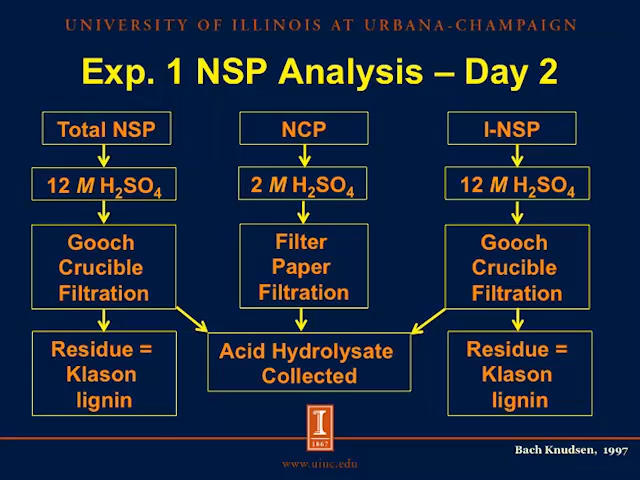 UNIVERSITY OF ILLINOIS AT URBANA-CHAMPAIGN
Exp. 1 NSP Analysis – Day 2
Total NSP
NCP
I-NSP
12 M H₂SO₄
2 M H₂SO₄
12 M H₂SO₄
Gooch
Crucible
Filtration
Filter
Paper
Filtration
Gooch
Crucible
Filtration
Residue =
Klason
lignin
Acid Hydrolysate
Collected
Residue =
Klason
lignin
I
1867
Bach Knudsen, 1997
www.uiuc.edu